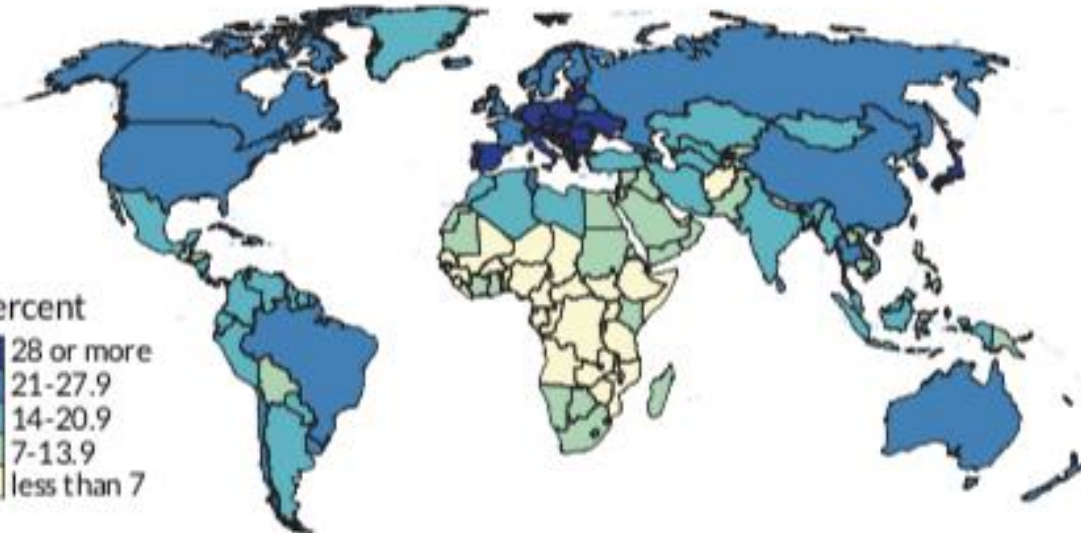 ercent
28 or more
21-27.9
14-20.9
7-13.9
less than 7